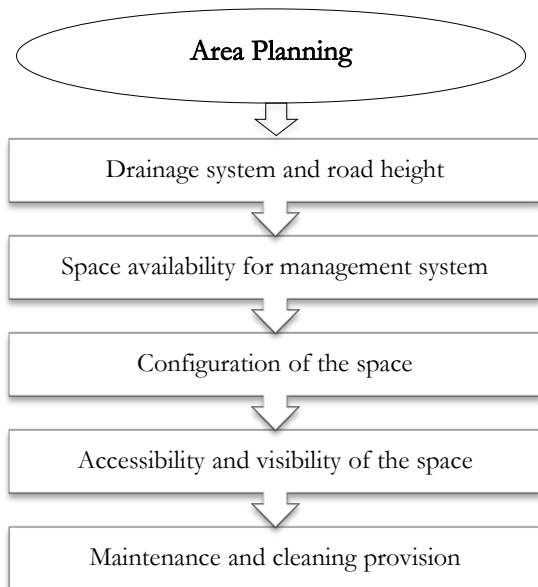 Area Planning
Drainage system and road height
Space availability for management system
Configuration of the space
Accessibility and visibility of the space
Maintenance and cleaning provision